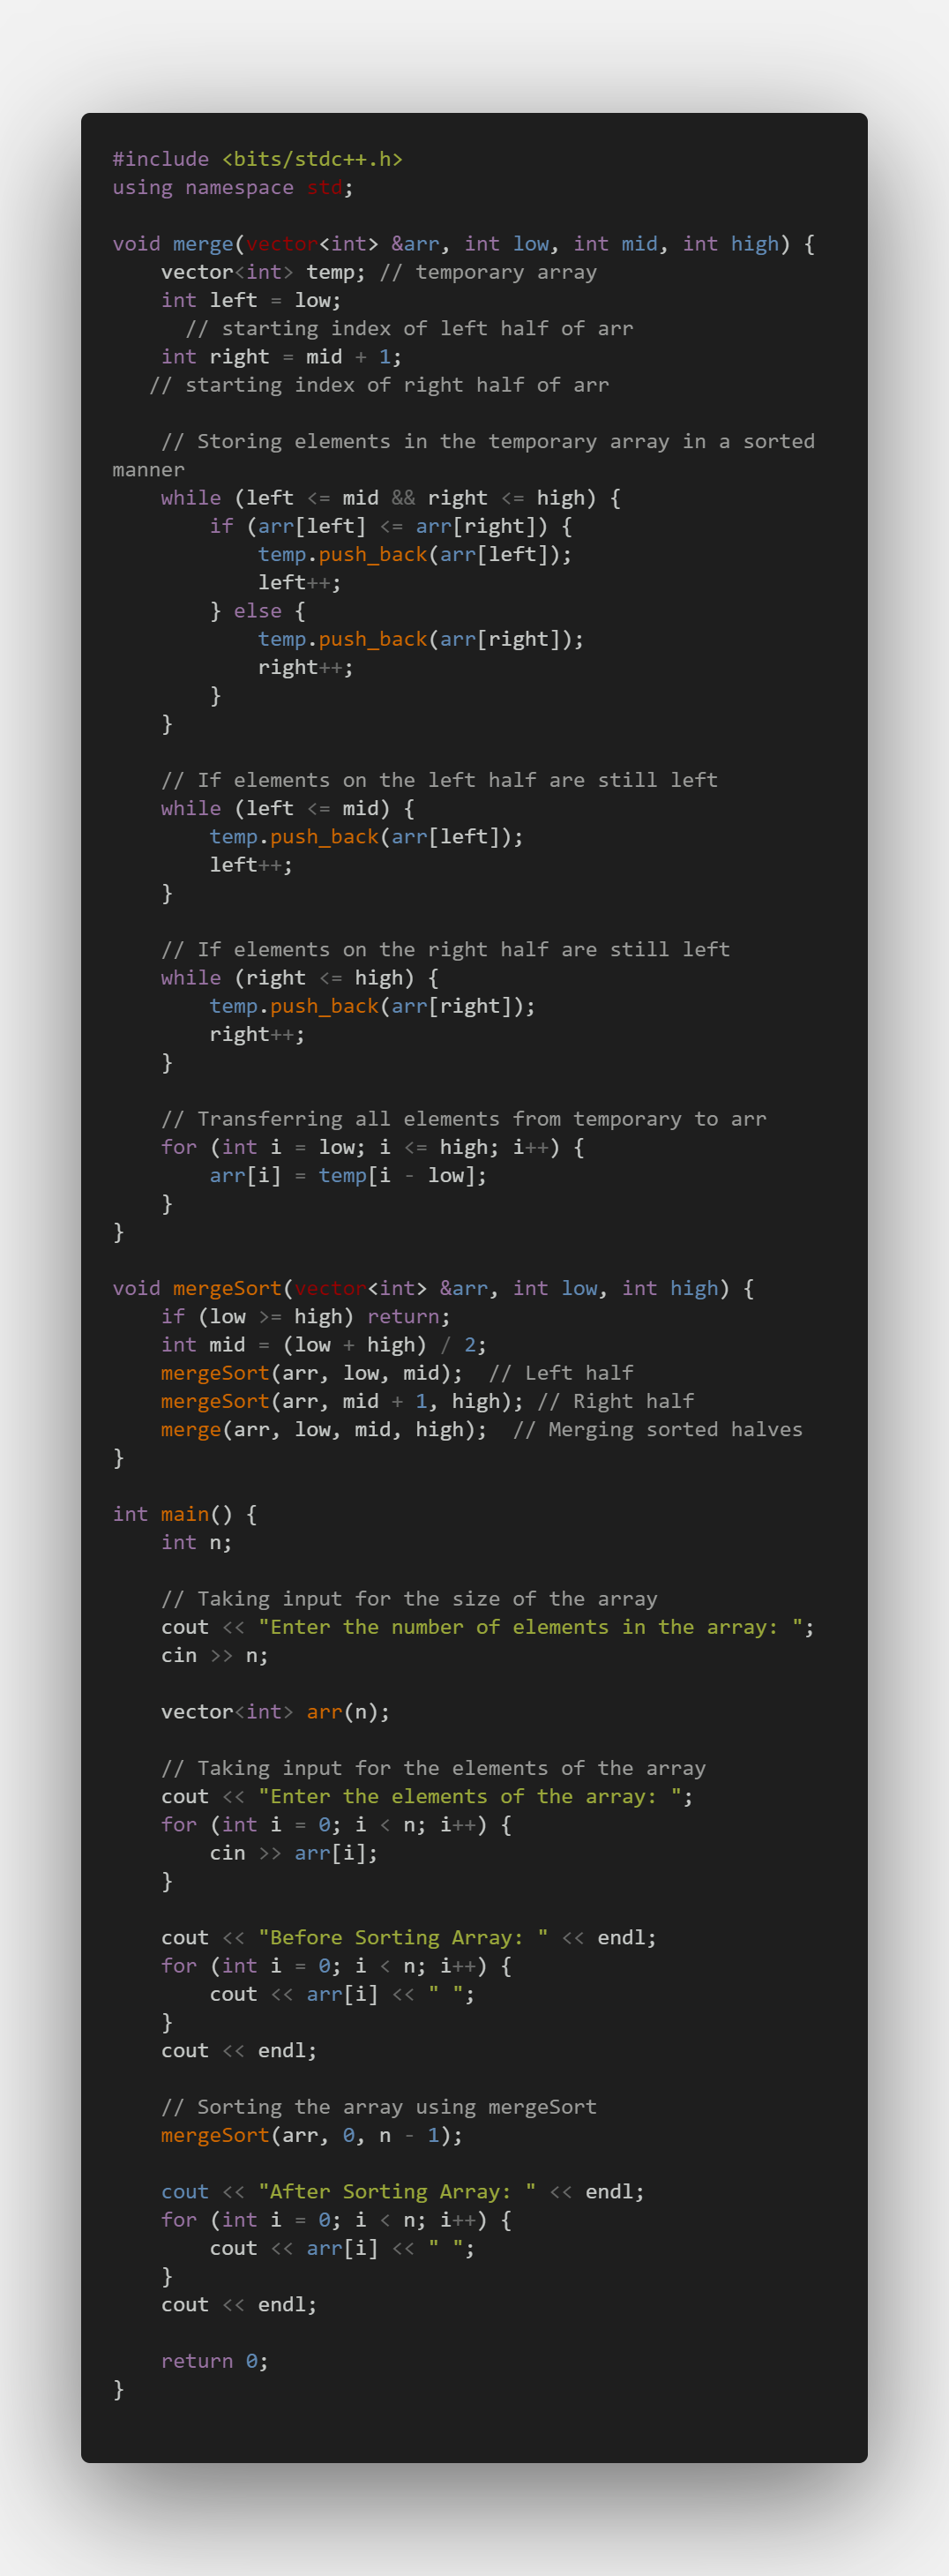 #include <bits/stdc++.h>
using namespace std;

void merge(vector<int> &arr, int low, int mid, int high) {
    vector<int> temp; // temporary array
    int left = low;
      // starting index of left half of arr
    int right = mid + 1;
   // starting index of right half of arr

    // Storing elements in the temporary array in a sorted
manner
    while (left <= mid && right <= high) {
        if (arr[left] <= arr[right]) {
            temp.push_back(arr[left]);
            left++;
        } else {
            temp.push_back(arr[right]);
            right++;
        }
    }

    // If elements on the left half are still left
    while (left <= mid) {
        temp.push_back(arr[left]);
        left++;
    }

    // If elements on the right half are still left
    while (right <= high) {
        temp.push_back(arr[right]);
        right++;
    }

    // Transferring all elements from temporary to arr
    for (int i = low; i <= high; i++) {
        arr[i] = temp[i - low];
    }
}

void mergeSort(vector<int> &arr, int low, int high) {
    if (low >= high) return;
    int mid = (low + high) / 2;
    mergeSort(arr, low, mid);  // Left half
    mergeSort(arr, mid + 1, high); // Right half
    merge(arr, low, mid, high);  // Merging sorted halves
}

int main() {
    int n;

    // Taking input for the size of the array
    cout << "Enter the number of elements in the array: ";
    cin >> n;

    vector<int> arr(n);

    // Taking input for the elements of the array
    cout << "Enter the elements of the array: ";
    for (int i = 0; i < n; i++) {
        cin >> arr[i];
    }

    cout << "Before Sorting Array: " << endl;
    for (int i = 0; i < n; i++) {
        cout << arr[i] << " ";
    }
    cout << endl;

    // Sorting the array using mergeSort
    mergeSort(arr, 0, n - 1);

    cout << "After Sorting Array: " << endl;
    for (int i = 0; i < n; i++) {
        cout << arr[i] << " ";
    }
    cout << endl;

    return 0;
}